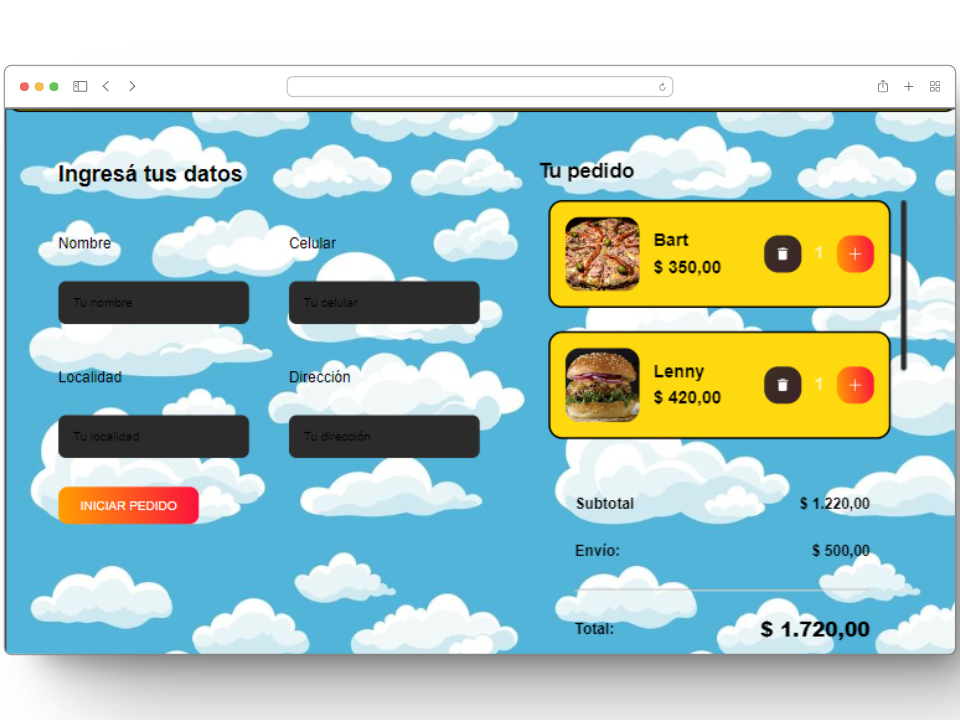 Ingresá tus datos
Nombre
Celular
Tu nombre
Tu celular
Localidad
Dirección
Tu localidad
Tu dirección
INICIAR PEDIDO
Tu pedido
Bart
$ 350,00
1
Lenny
$ 420,00
1
Subtotal
$ 1.220,00
Envío:
$ 500,00
Total:
$ 1.720,00